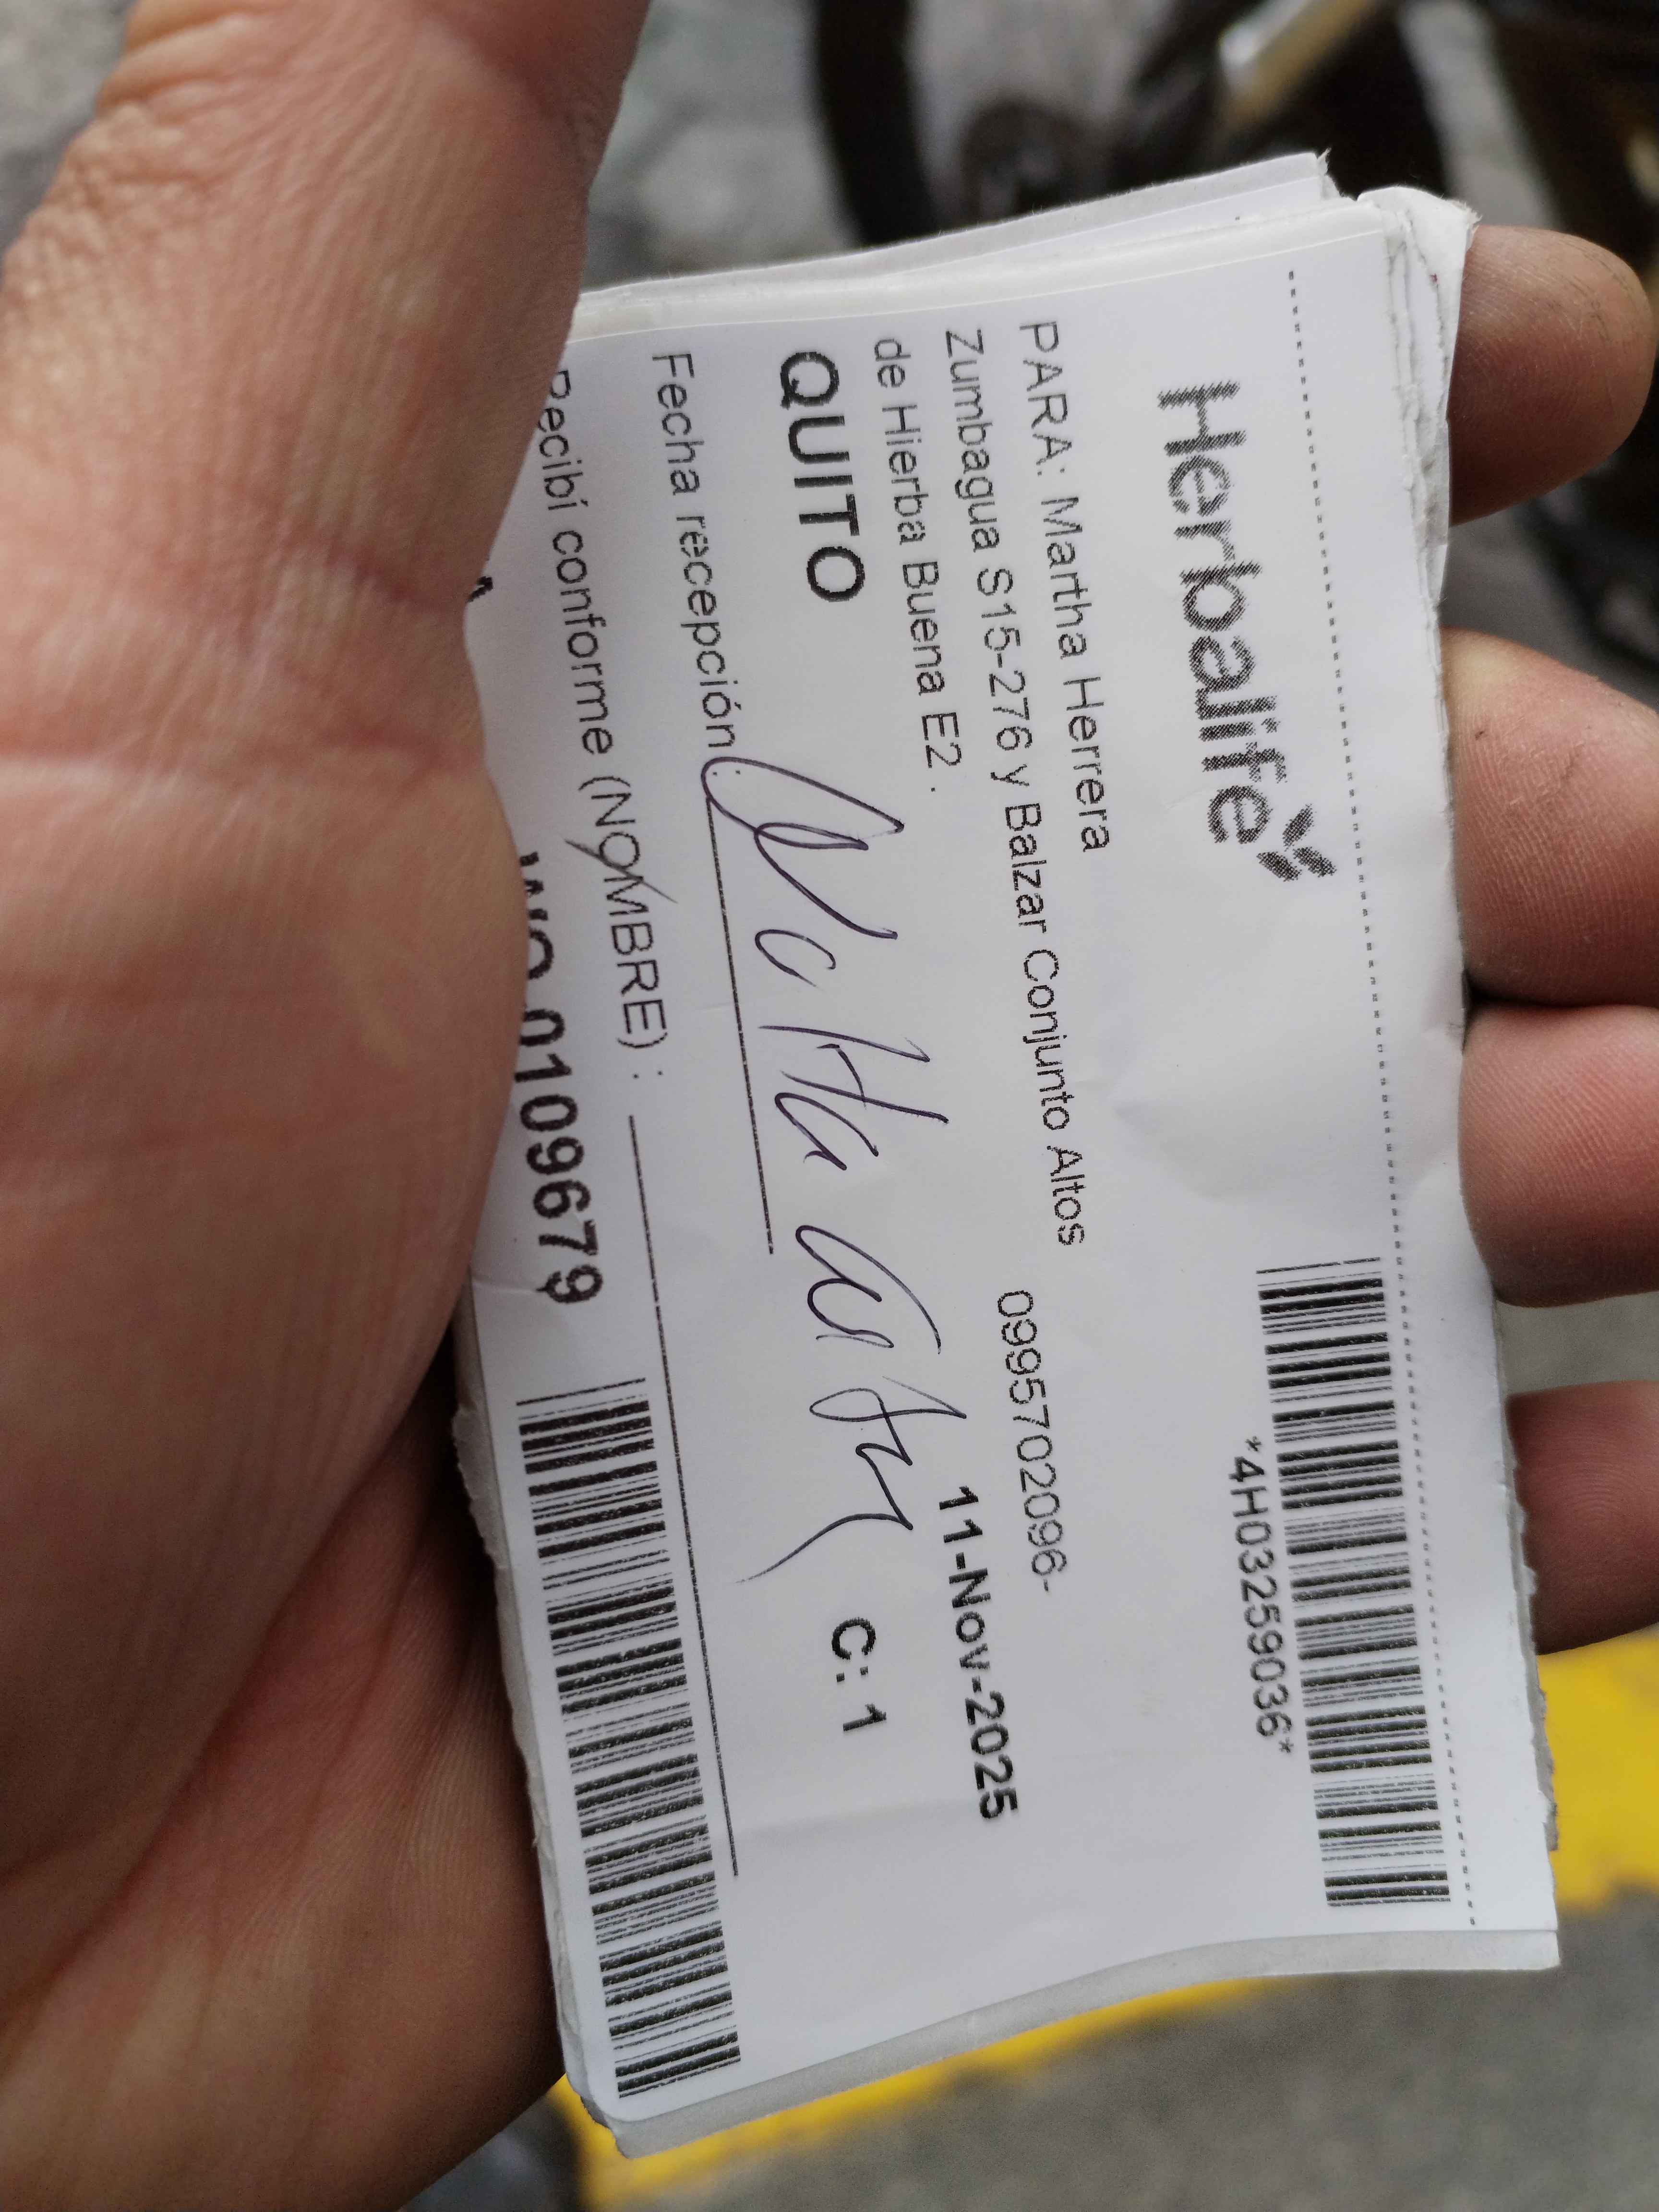 Herbalife
*4H03259036*
PARA: Martha Herrera
Zumbagua S15-276 y Balzar Conjunto Altos
de Hierba Buena E2 .
0995702096-
11-Nov-2025
QUITO
C: 1
Fecha recepción
Recibí conforme (NOMBRE) :
0109679